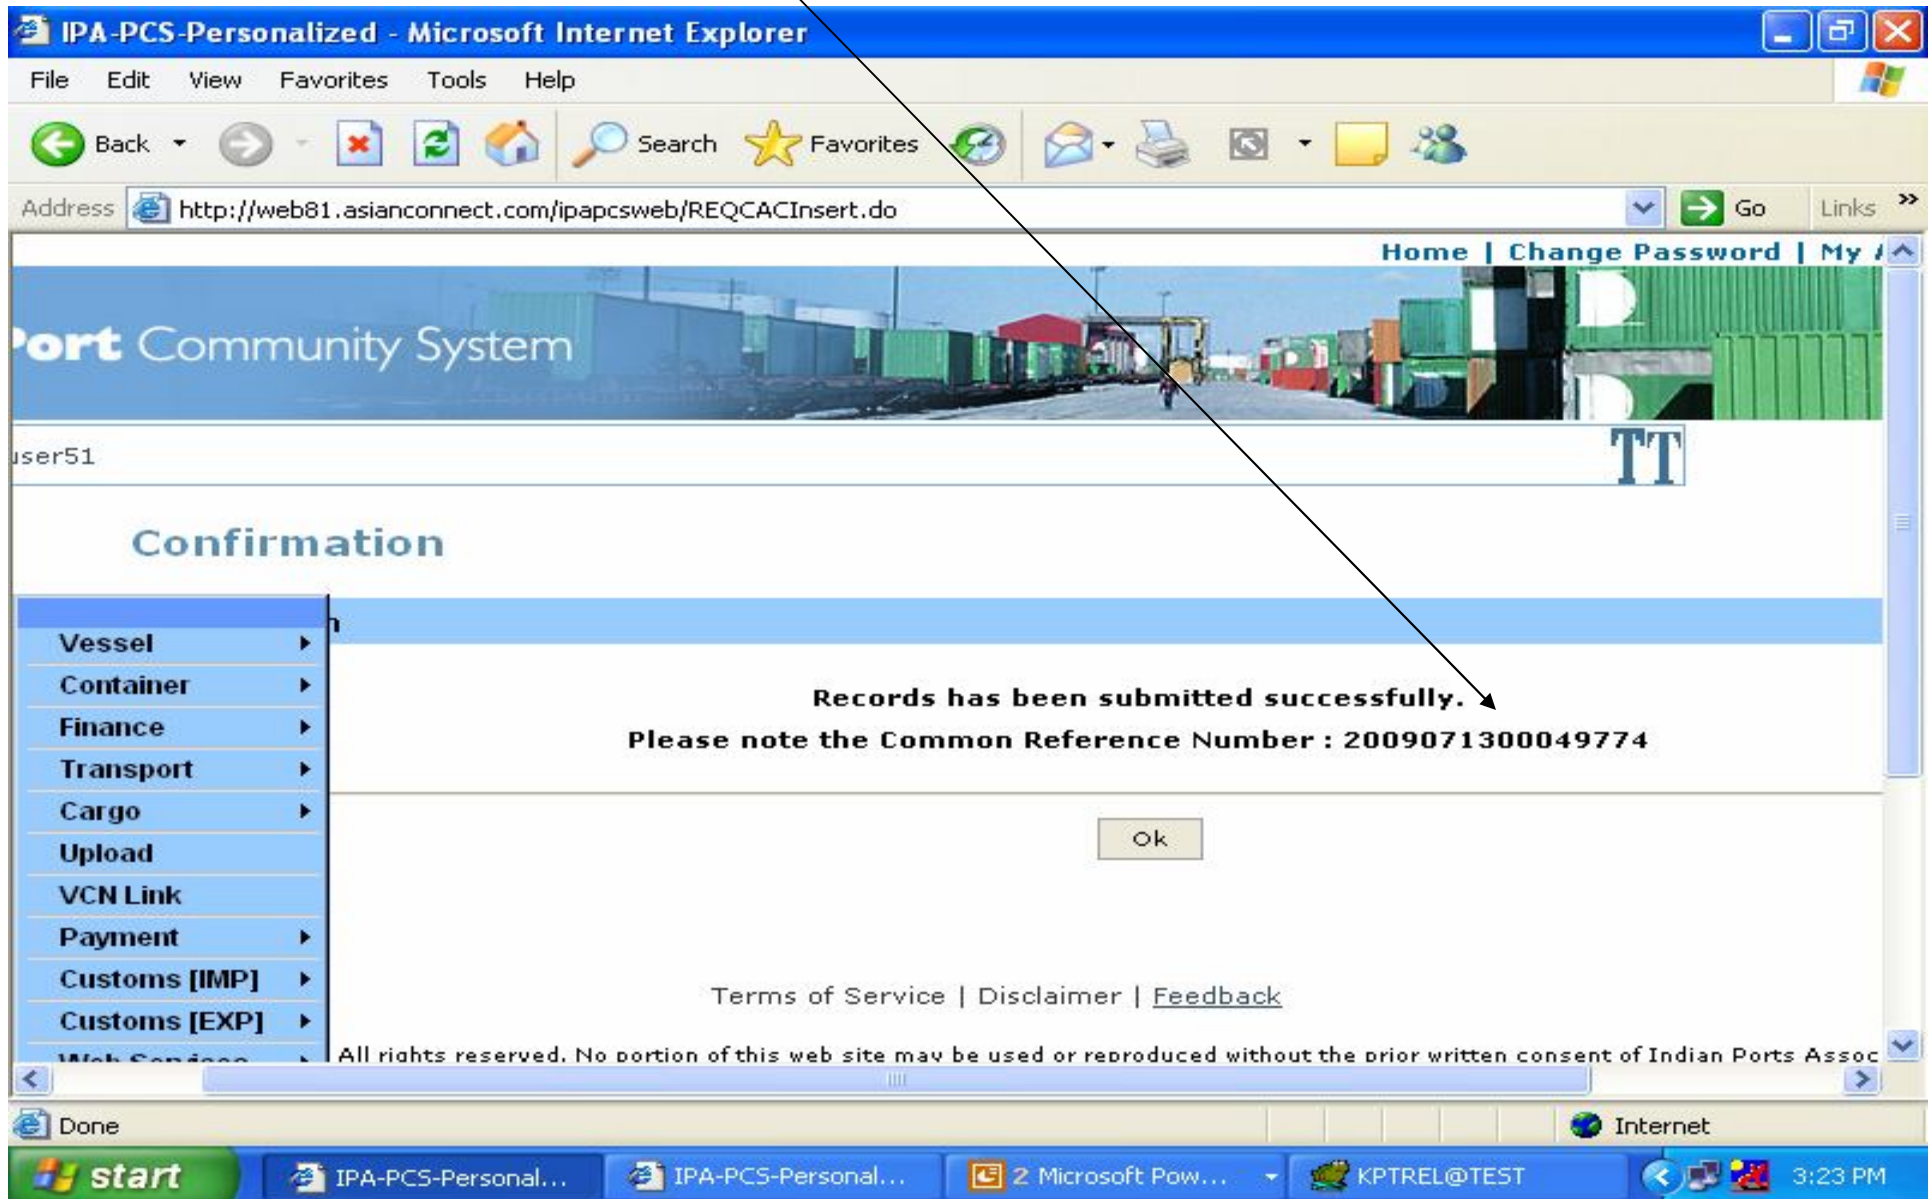 IPA-PCS-Personalized - Microsoft Internet Explorer
File Edit View Favorites Tools Help
Back Search Favorites
Address http://web81.asianconnect.com/ipapcsweb/REQCACInsert.do Go Links »
Home | Change Password | My
Port Community System
user51
TT
Confirmation
n
Vessel
Container
Finance
Transport
Cargo
Upload
VCN Link
Payment
Customs [IMP]
Customs [EXP]
Web Services
Records has been submitted successfully.
Please note the Common Reference Number : 2009071300049774
Ok
Terms of Service | Disclaimer | Feedback
All rights reserved. No portion of this web site may be used or reproduced without the prior written consent of Indian Ports Assoc
Done Internet
start IPA-PCS-Personal... IPA-PCS-Personal... 2 Microsoft Pow... KPTREL@TEST 3:23 PM